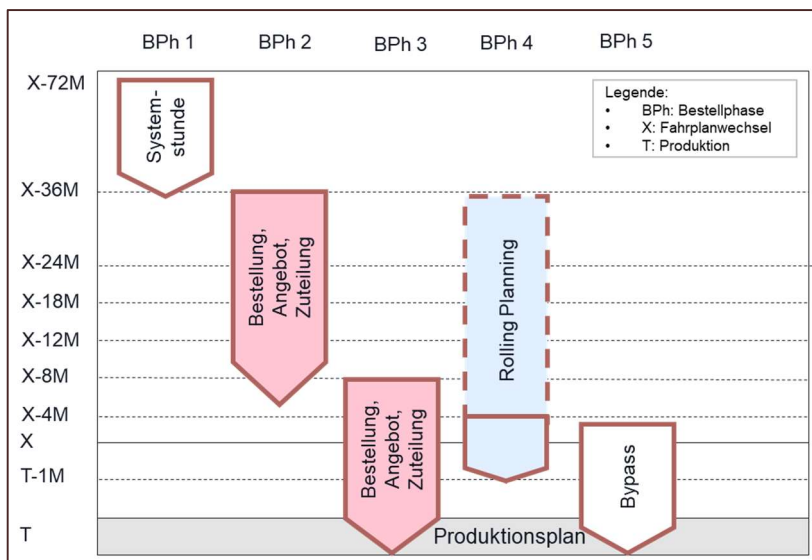 BPh 1
BPh 2
BPh 3
BPh 4
BPh 5
X-72M
Legende:
• BPh: Bestellphase
• X: Fahrplanwechsel
• T: Produktion
System-
stunde
X-36M
Bestellung,
Angebot,
Zuteilung
Rolling Planning
X-24M
X-18M
X-12M
X-8M
Bestellung,
Angebot,
Zuteilung
X-4M
Bypass
X
T-1M
T
Produktionsplan